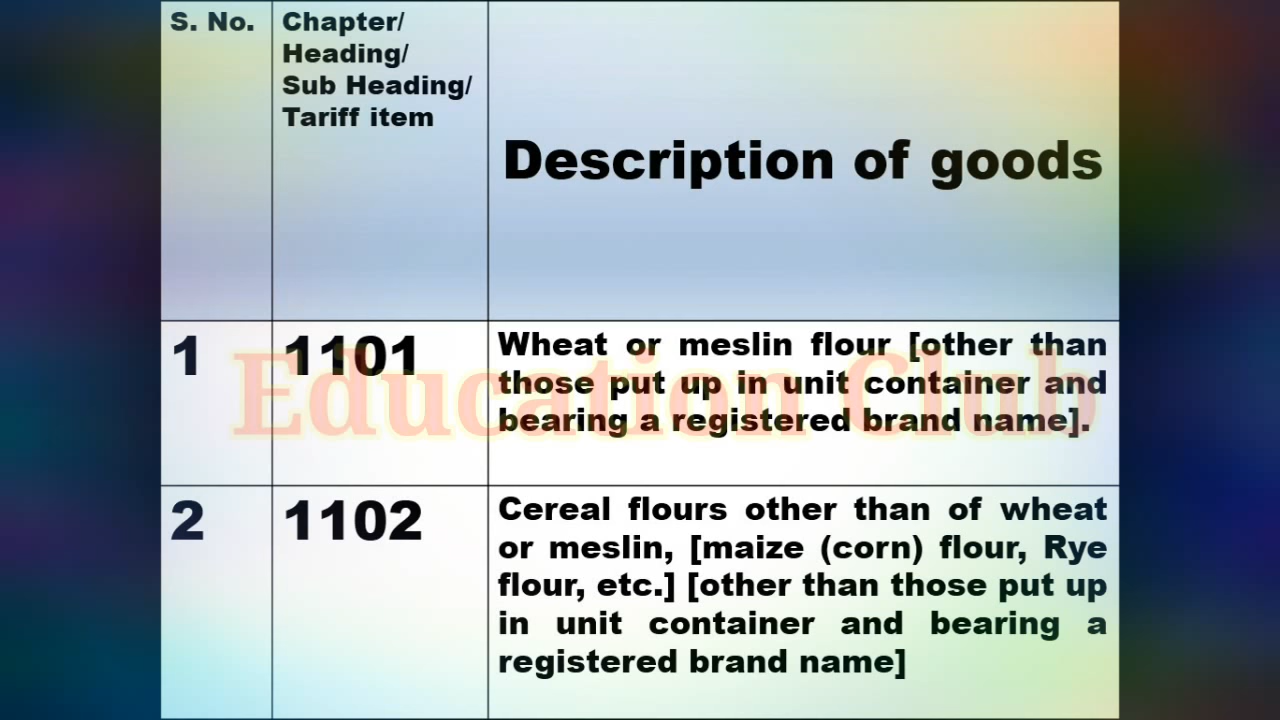 S. No.
Chapter/
Heading/
Sub Heading/
Tariff item
Description of goods
1
1101
Wheat or meslin flour [other than
those put up in unit container and
bearing a registered brand name].
Education Club
2
1102
Cereal flours other than of wheat
or meslin, [maize (corn) flour, Rye
flour, etc.] [other than those put up
in unit container and bearing a
registered brand name]